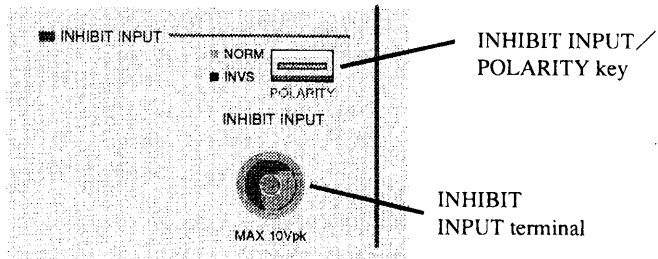 INHIBIT INPUT
NORM
INVS
POLARITY
INHIBIT INPUT
MAX 10Vpk
INHIBIT INPUT/
POLARITY key
INHIBIT
INPUT terminal